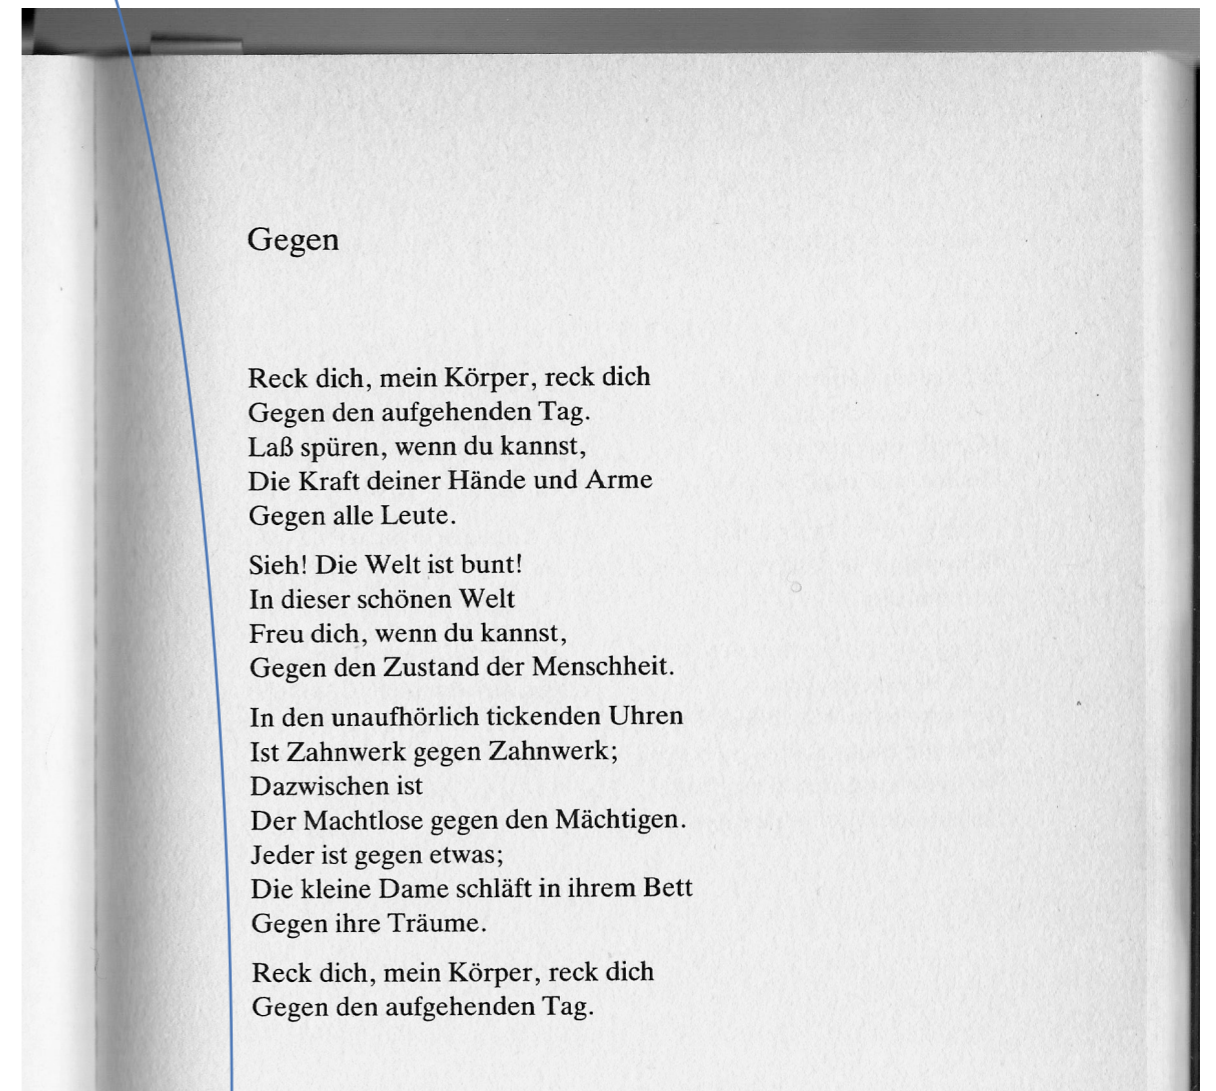 Gegen
Reck dich, mein Körper, reck dich
Gegen den aufgehenden Tag.
Laß spüren, wenn du kannst,
Die Kraft deiner Hände und Arme
Gegen alle Leute.
Sieh! Die Welt ist bunt!
In dieser schönen Welt
Freu dich, wenn du kannst,
Gegen den Zustand der Menschheit.
In den unaufhörlich tickenden Uhren
Ist Zahnwerk gegen Zahnwerk;
Dazwischen ist
Der Machtlose gegen den Mächtigen.
Jeder ist gegen etwas;
Die kleine Dame schläft in ihrem Bett
Gegen ihre Träume.
Reck dich, mein Körper, reck dich
Gegen den aufgehenden Tag.